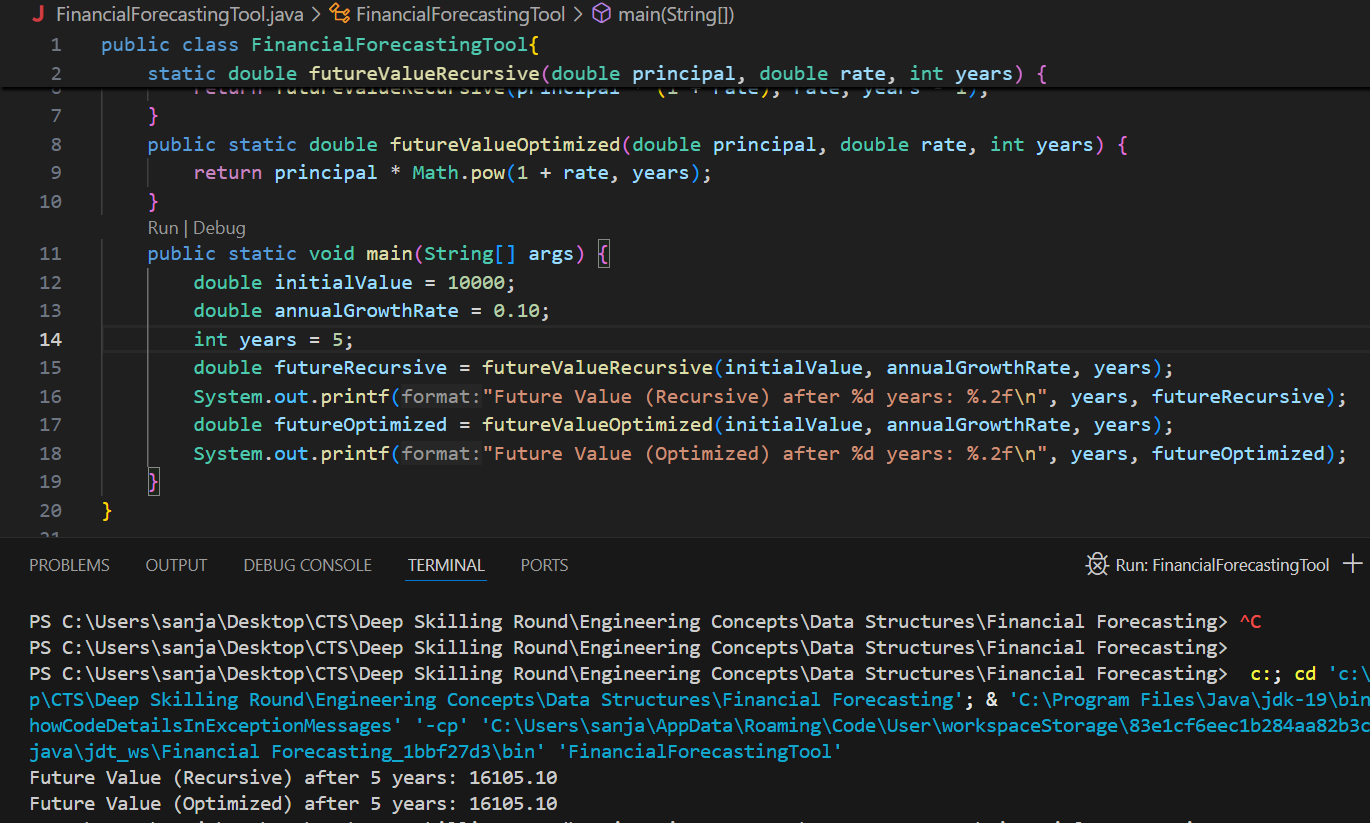 FinancialForecastingTool.java > FinancialForecastingTool > main(String[])
1 public class FinancialForecastingTool{
2 static double futureValueRecursive(double principal, double rate, int years) {
return futureValueRecursive(principal * (1 + rate), rate, years - 1);
7 }
8 public static double futureValueOptimized(double principal, double rate, int years) {
9 return principal * Math.pow(1 + rate, years);
10 }
Run | Debug
11 public static void main(String[] args) {
12 double initialValue = 10000;
13 double annualGrowthRate = 0.10;
14 int years = 5;
15 double futureRecursive = futureValueRecursive(initialValue, annualGrowthRate, years);
16 System.out.printf(format:"Future Value (Recursive) after %d years: %.2f\n", years, futureRecursive);
17 double futureOptimized = futureValueOptimized(initialValue, annualGrowthRate, years);
18 System.out.printf(format:"Future Value (Optimized) after %d years: %.2f\n", years, futureOptimized);
19 }
20 }
21
PROBLEMS OUTPUT DEBUG CONSOLE TERMINAL PORTS Run: FinancialForecastingTool
PS C:\Users\sanja\Desktop\CTS\Deep Skilling Round\Engineering Concepts\Data Structures\Financial Forecasting> ^C
PS C:\Users\sanja\Desktop\CTS\Deep Skilling Round\Engineering Concepts\Data Structures\Financial Forecasting>
PS C:\Users\sanja\Desktop\CTS\Deep Skilling Round\Engineering Concepts\Data Structures\Financial Forecasting> c:; cd 'c:\
p\CTS\Deep Skilling Round\Engineering Concepts\Data Structures\Financial Forecasting'; & 'C:\Program Files\Java\jdk-19\bin
howCodeDetailsInExceptionMessages' '-cp' 'C:\Users\sanja\AppData\Roaming\Code\User\workspaceStorage\83e1cf6eec1b284aa82b3c
java\jdt_ws\Financial Forecasting_1bbf27d3\bin' 'FinancialForecastingTool'
Future Value (Recursive) after 5 years: 16105.10
Future Value (Optimized) after 5 years: 16105.10